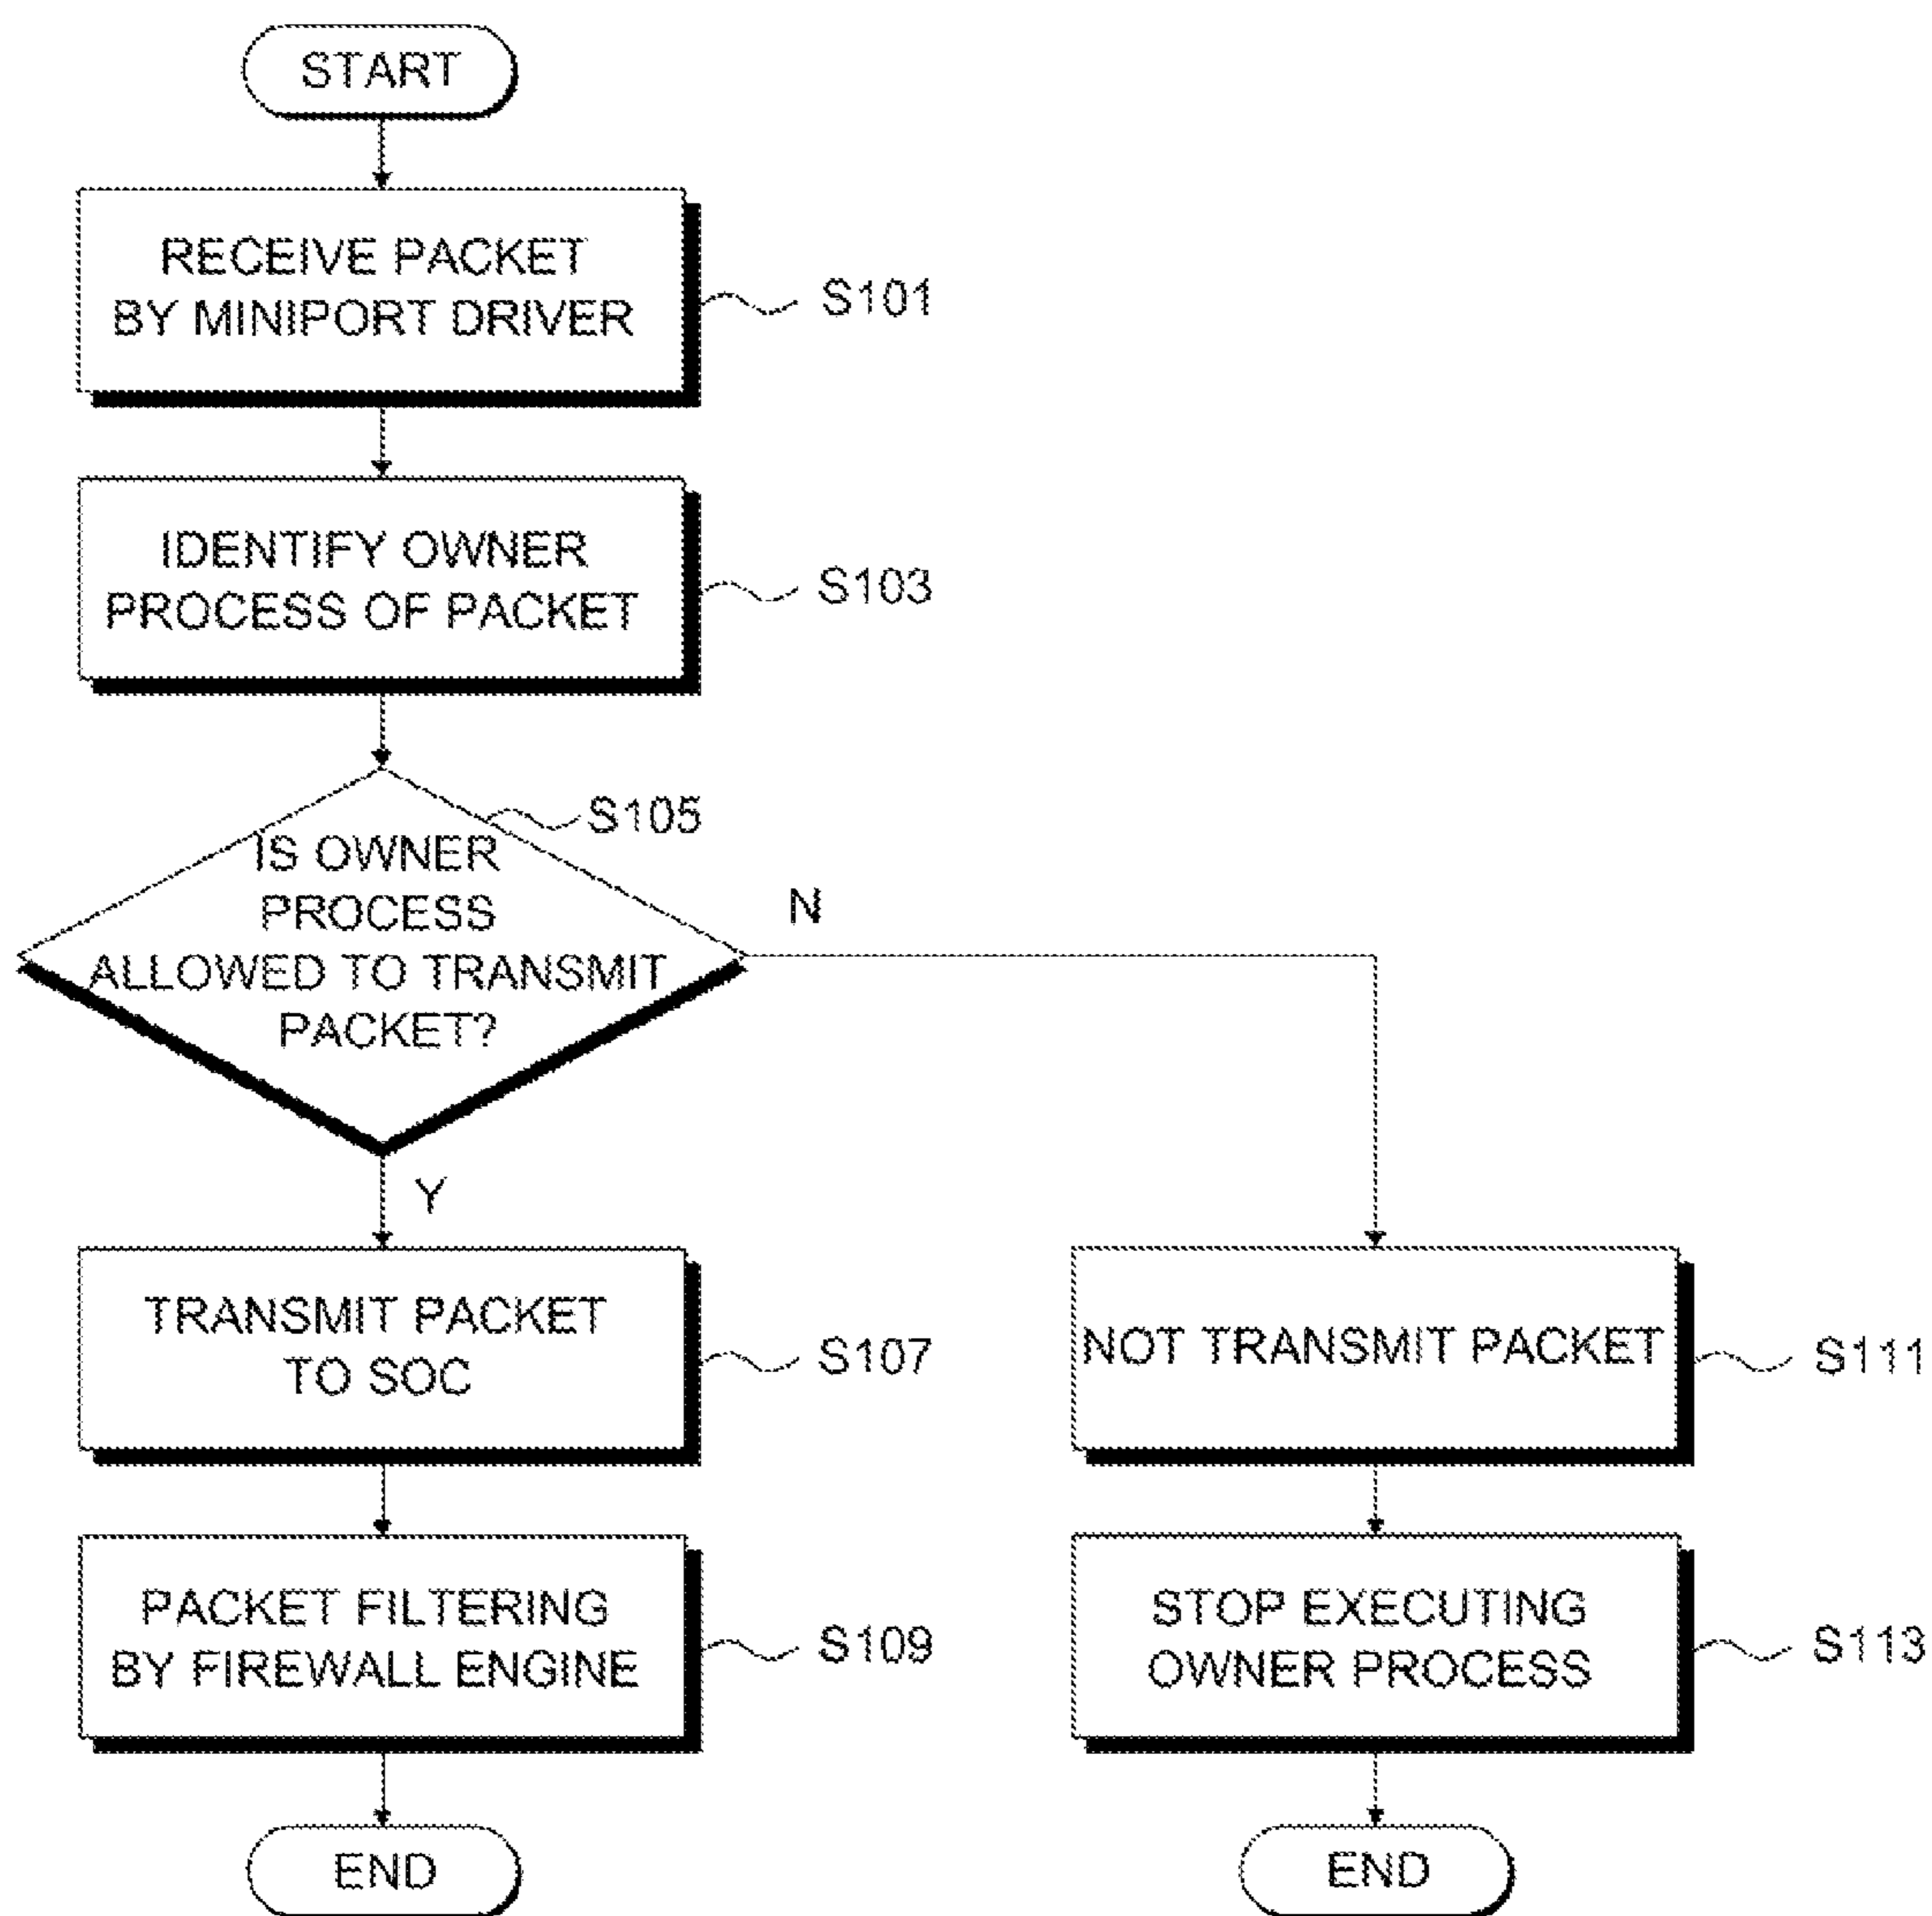 START
RECEIVE PACKET
BY MINIPORT DRIVER
S101
IDENTIFY OWNER
PROCESS OF PACKET
S103
S105
IS OWNER
PROCESS
ALLOWED TO TRANSMIT
PACKET?
N
Y
TRANSMIT PACKET
TO SOC
S107
NOT TRANSMIT PACKET
S111
PACKET FILTERING
BY FIREWALL ENGINE
S109
STOP EXECUTING
OWNER PROCESS
S113
END
END